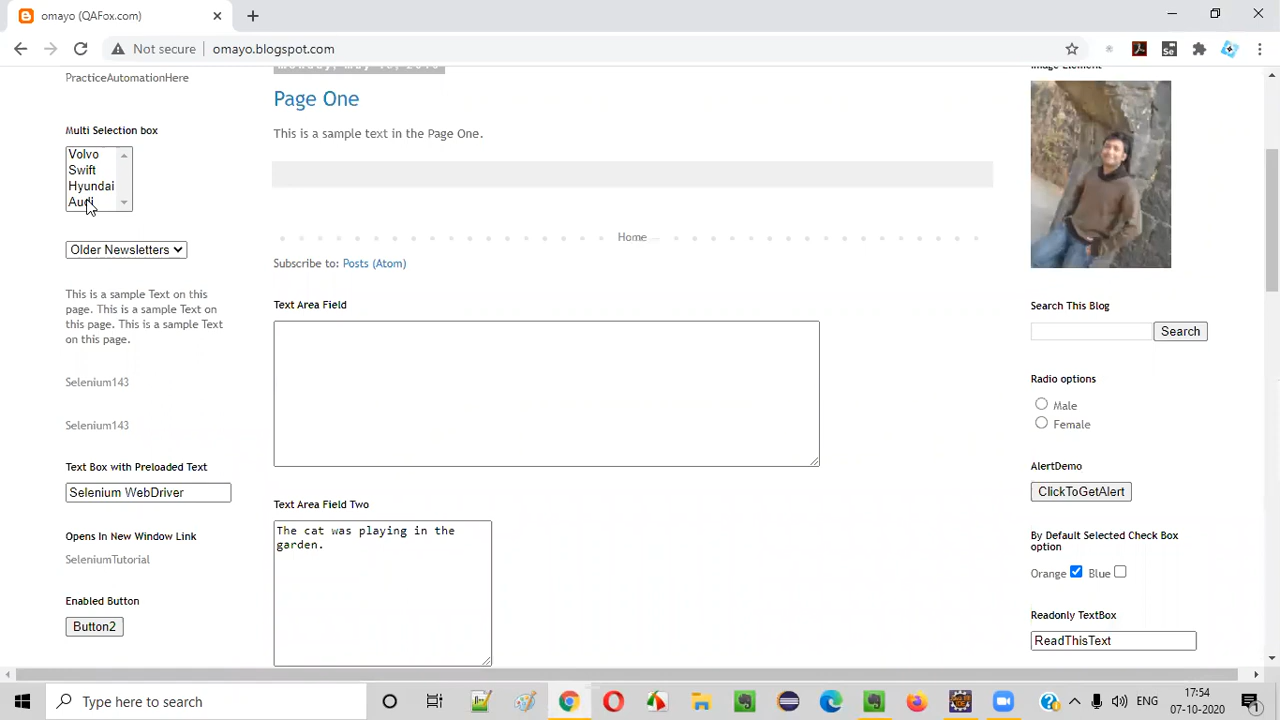 omayo (QAFox.com)
Not secure
omayo.blogspot.com
PracticeAutomationHere
Multi Selection box
Volvo
Swift
Hyundai
Audi
Older Newsletters
This is a sample Text on this
page. This is a sample Text on
this page. This is a sample Text
on this page.
Selenium143
Selenium143
Text Box with Preloaded Text
Selenium WebDriver
Opens In New Window Link
SeleniumTutorial
Enabled Button
Button2
Page One
This is a sample text in the Page One.
Home
Subscribe to: Posts (Atom)
Text Area Field
Text Area Field Two
The cat was playing in the
garden.
Image Element
Search This Blog
Search
Radio options
Male
Female
AlertDemo
ClickToGetAlert
By Default Selected Check Box
option
Orange Blue
Readonly TextBox
ReadThisText
Type here to search
ENG
17:54
07-10-2020